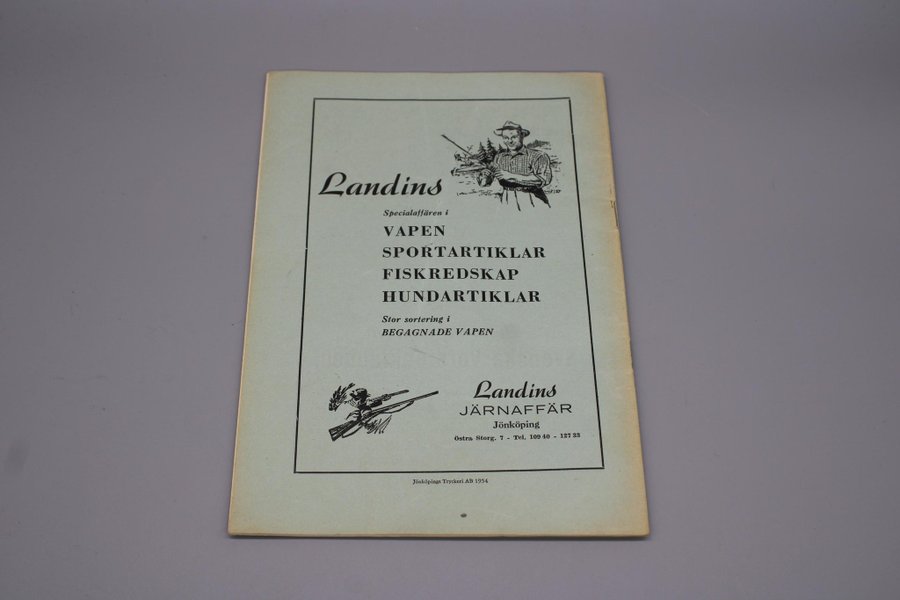 Landins
Specialaffären i
VAPEN
SPORTARTIKLAR
FISKREDSKAP
HUNDARTIKLAR
Stor sortering i
BEGAGNADE VAPEN
Landins
JÄRNAFFÄR
Jönköping
Östra Storg. 7 - Tel. 109 40 - 127 33
Jönköpings Tryckeri AB 1954